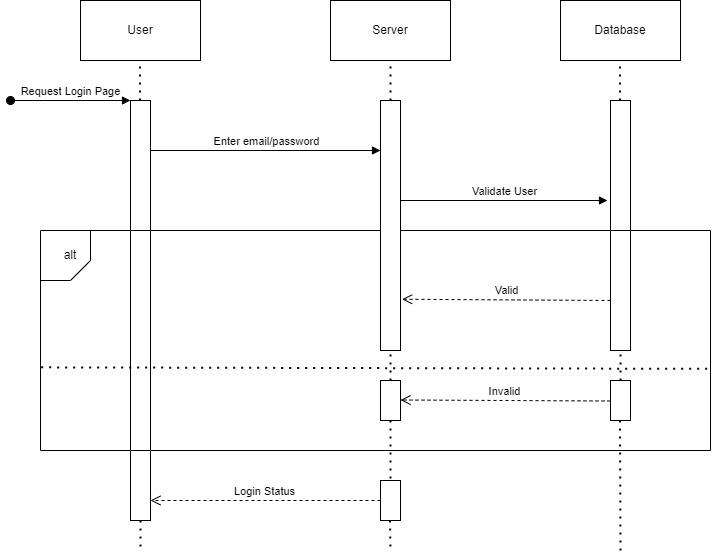 User
Server
Database
Request Login Page
Enter email/password
Validate User
alt
Valid
Invalid
Login Status